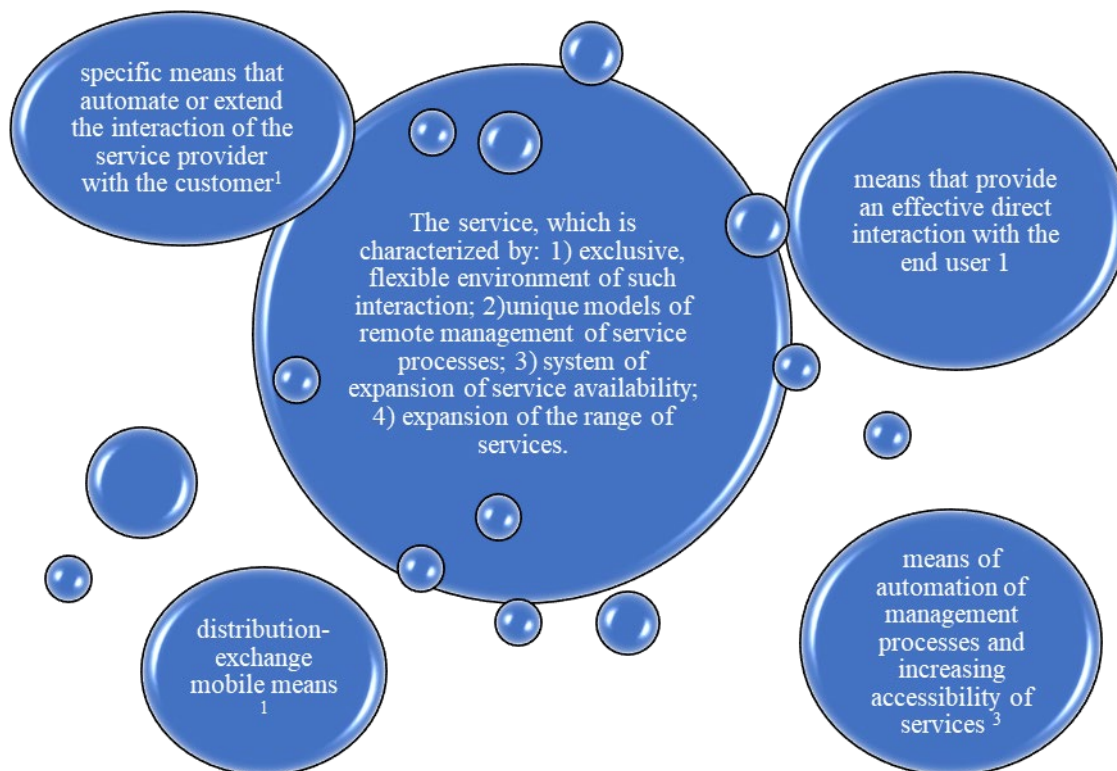 specific means that
automate or extend
the interaction of the
service provider
with the customer¹
The service, which is
characterized by: 1) exclusive,
flexible environment of such
interaction; 2)unique models of
remote management of service
processes; 3) system of
expansion of service availability;
4) expansion of the range of
services.
means that provide
an effective direct
interaction with the
end user 1
distribution-
exchange
mobile means
1
means of
automation of
management
processes and
increasing
accessibility of
services ³